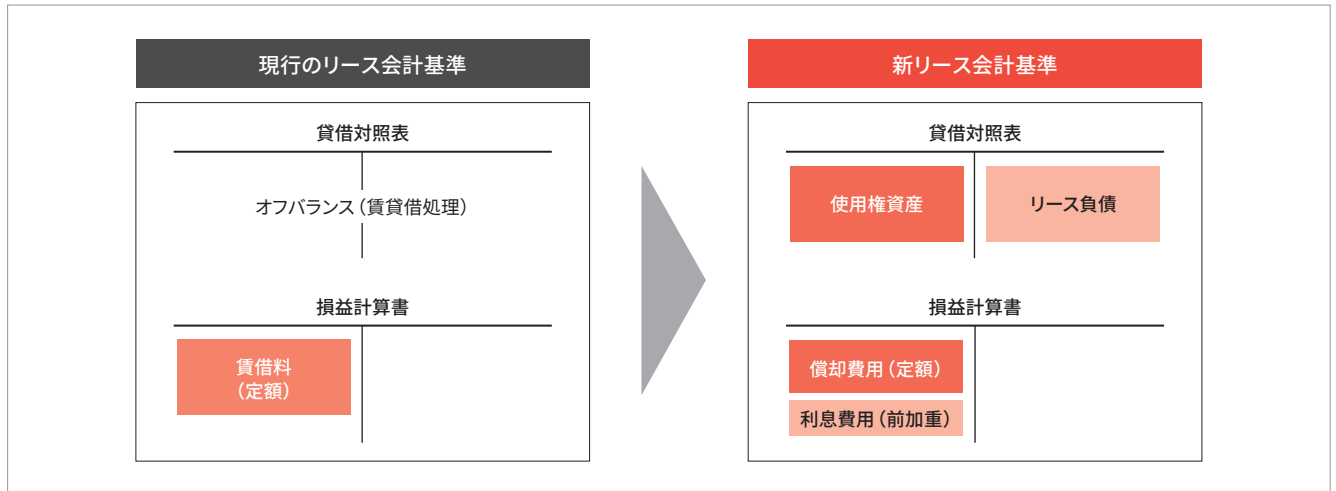 現行のリース会計基準
貸借対照表
オフバランス（賃貸借処理）
損益計算書
賃借料
（定額）
新リース会計基準
貸借対照表
使用権資産
リース負債
損益計算書
償却費用（定額）
利息費用（前加重）